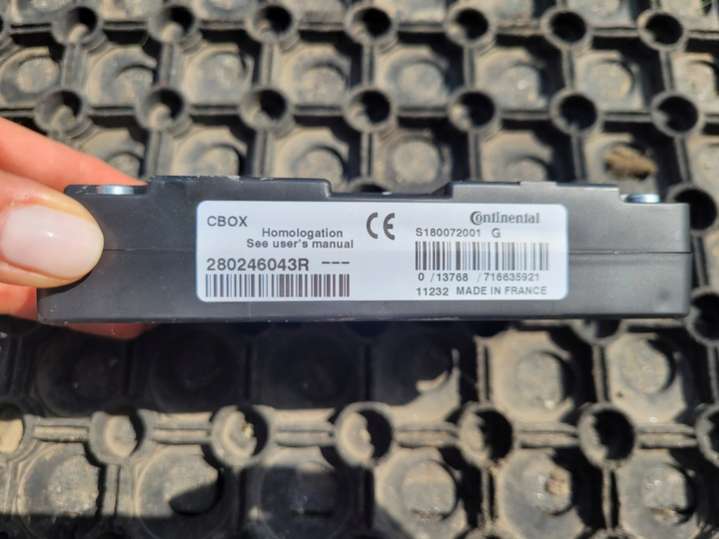 CBOX
Homologation
See user's manual
280246043R ---
CE
Continental
S180072001 G
0 /13768 /716635921
11232 MADE IN FRANCE